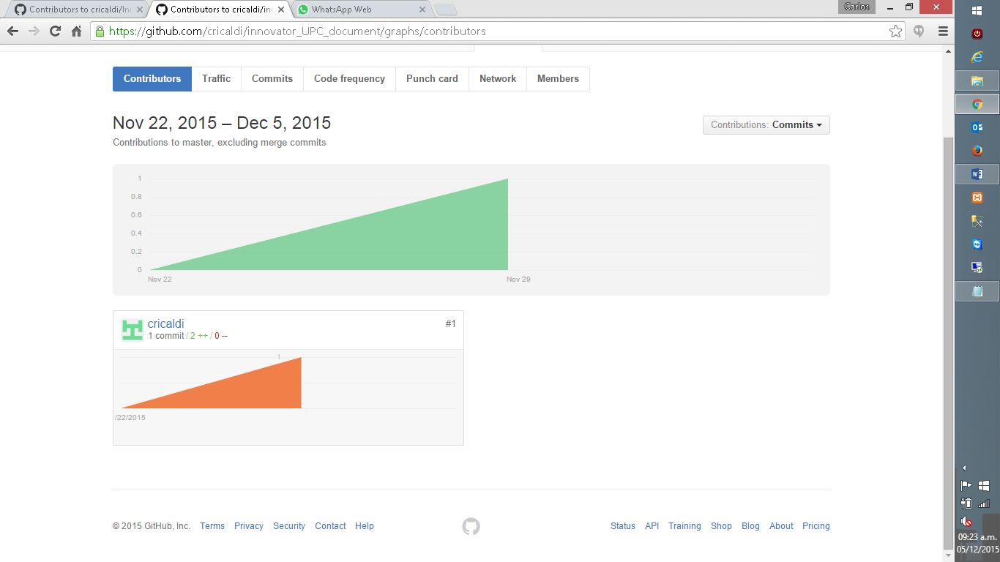 Contributors to cricaldi/In
Contributors to cricaldi/in
WhatsApp Web
Carlos
https://github.com/cricaldi/innovator_UPC_document/graphs/contributors
Contributors Traffic Commits Code frequency Punch card Network Members
Nov 22, 2015 – Dec 5, 2015
Contributions: Commits
Contributions to master, excluding merge commits
1
0.8
0.6
0.4
0.2
0
Nov 22 Nov 29
cricaldi #1
1 commit / 2 ++ / 0 --
1
/22/2015
© 2015 GitHub, Inc. Terms Privacy Security Contact Help
Status API Training Shop Blog About Pricing
09:23 a.m.
05/12/2015